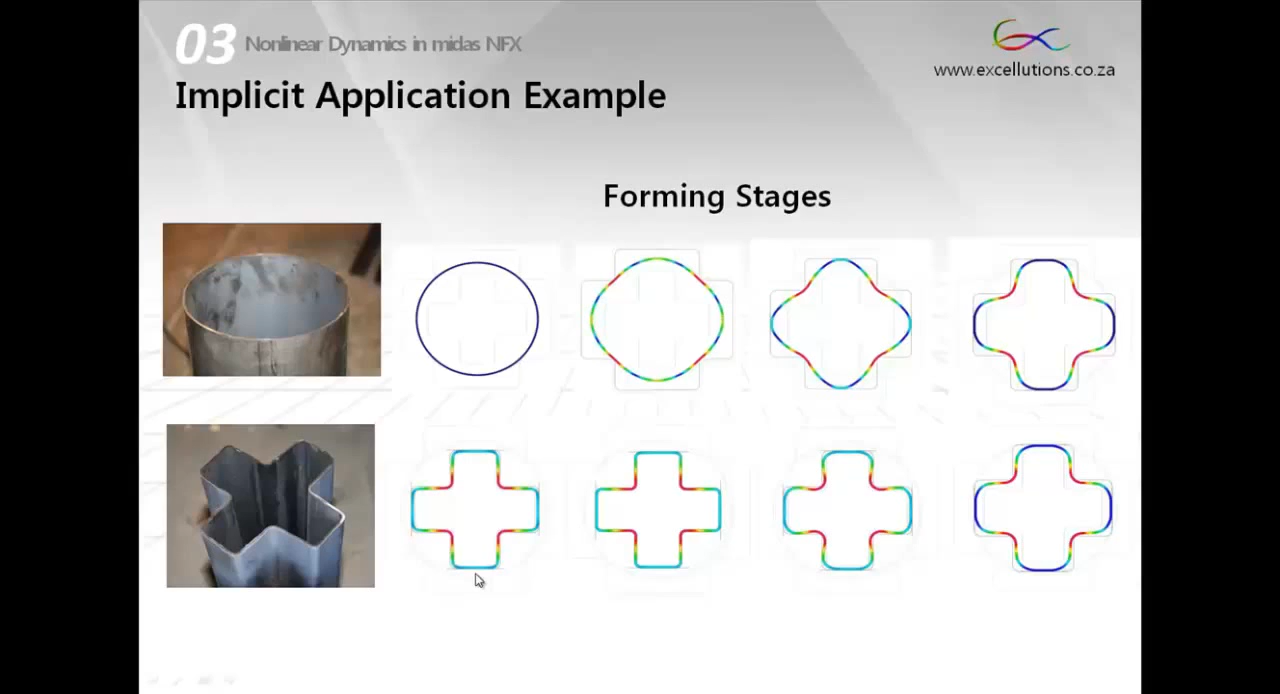 03 Nonlinear Dynamics in midas NFX
www.excellutions.co.za
Implicit Application Example
Forming Stages